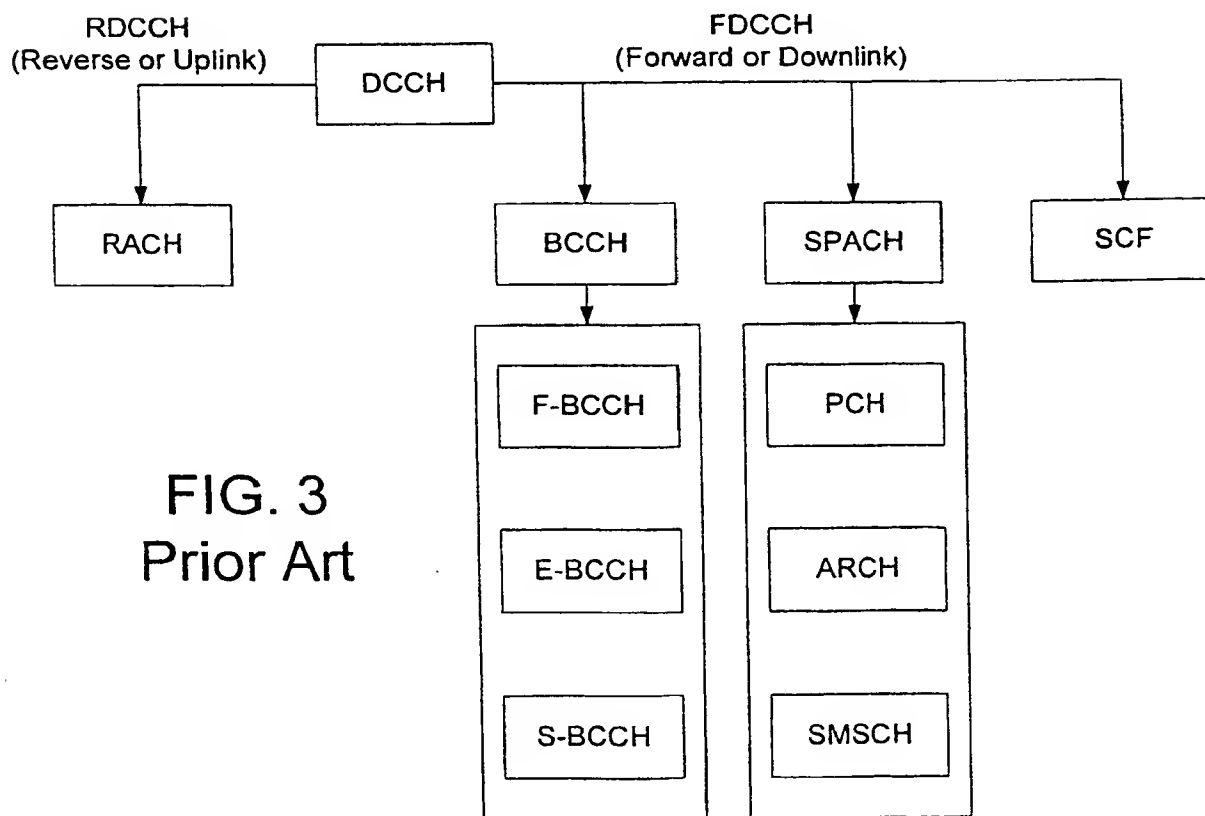 RDCCH
(Reverse or Uplink)
FDCCH
(Forward or Downlink)
DCCH
RACH
BCCH
SPACH
SCF
F-BCCH
PCH
E-BCCH
ARCH
S-BCCH
SMSCH
FIG. 3
Prior Art